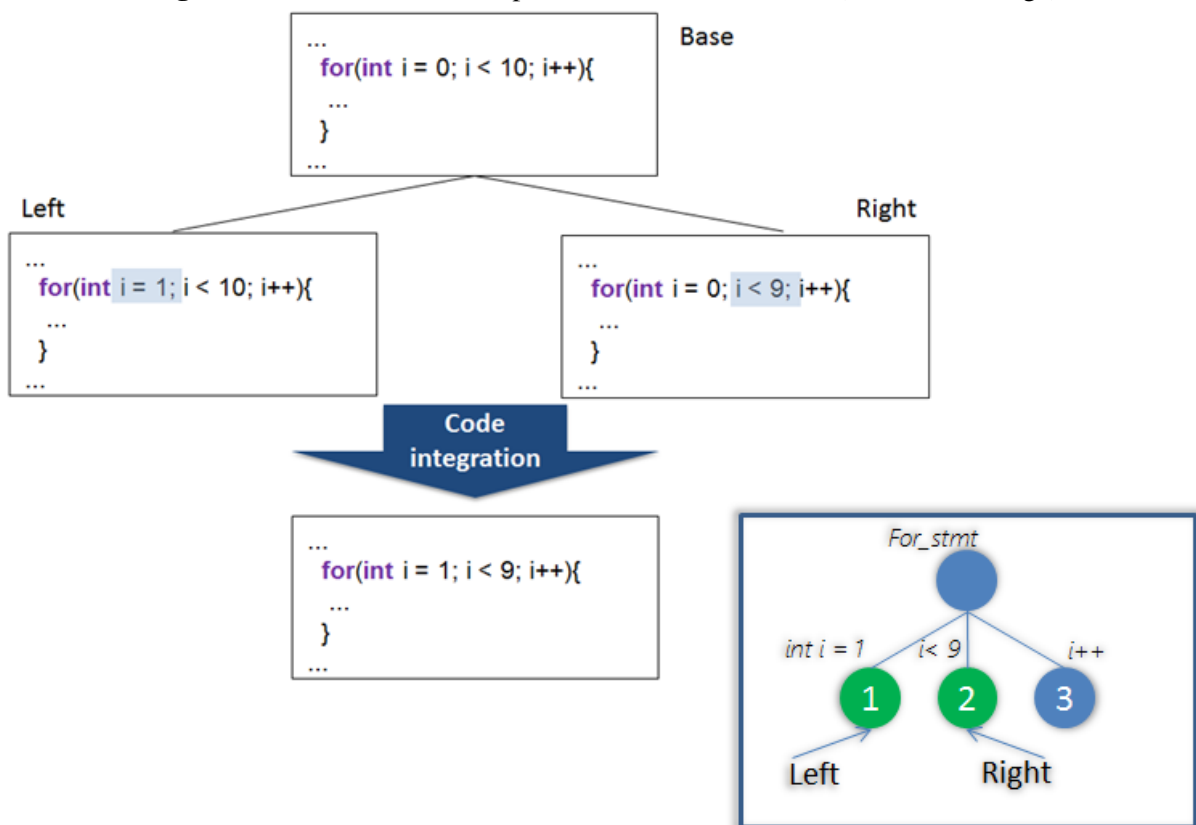 ...
for(int i = 0; i < 10; i++){
...
}
...
Base
Left
Right
...
for(int i = 1; i < 10; i++){
...
}
...
...
for(int i = 0; i < 9; i++){
...
}
...
Code
integration
...
for(int i = 1; i < 9; i++){
...
}
...
For_stmt
int i = 1
i< 9
i++
1
2
3
Left
Right